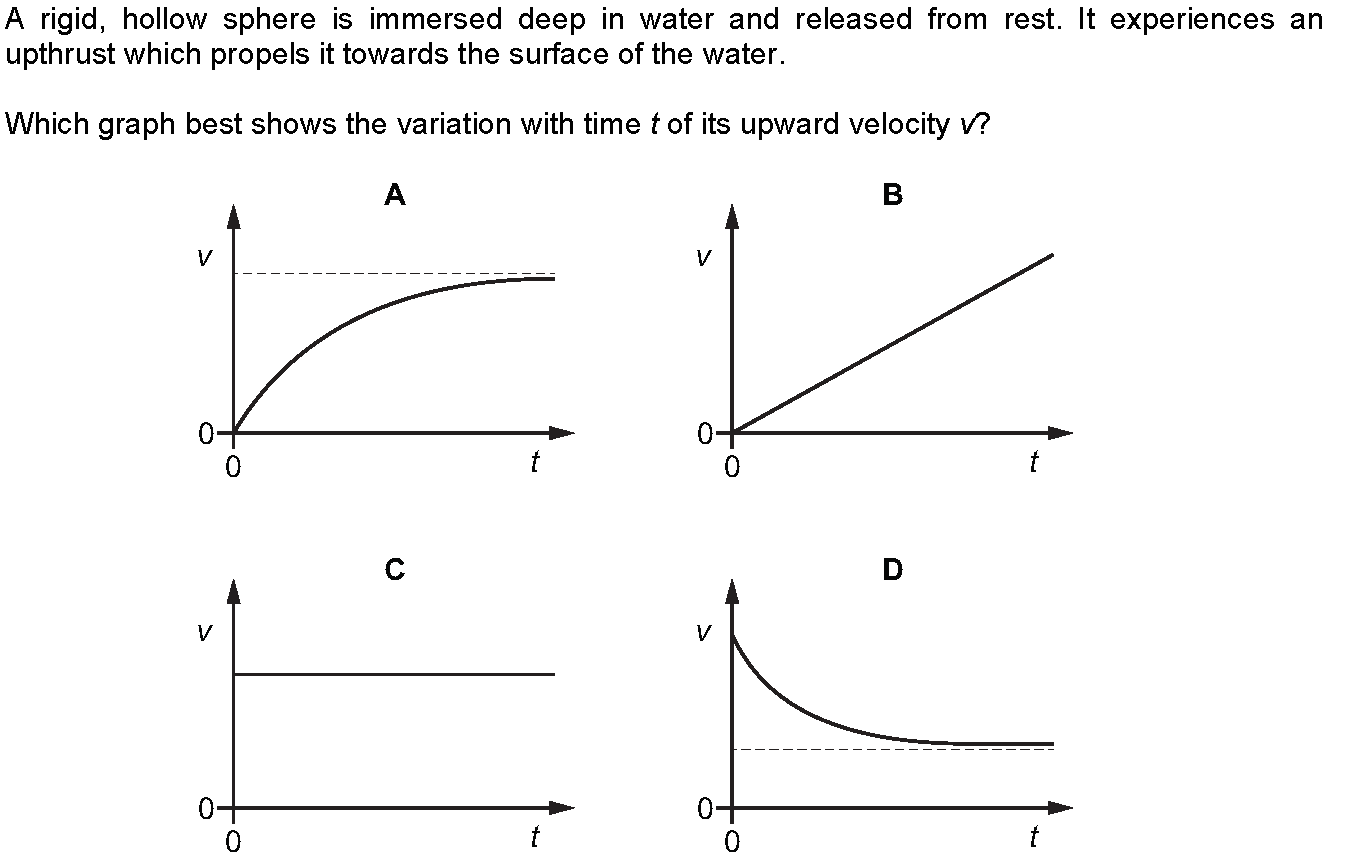 A rigid, hollow sphere is immersed deep in water and released from rest. It experiences an
upthrust which propels it towards the surface of the water.
Which graph best shows the variation with time t of its upward velocity v?
A
v
0
0
t
B
v
0
0
t
C
v
0
0
t
D
v
0
0
t